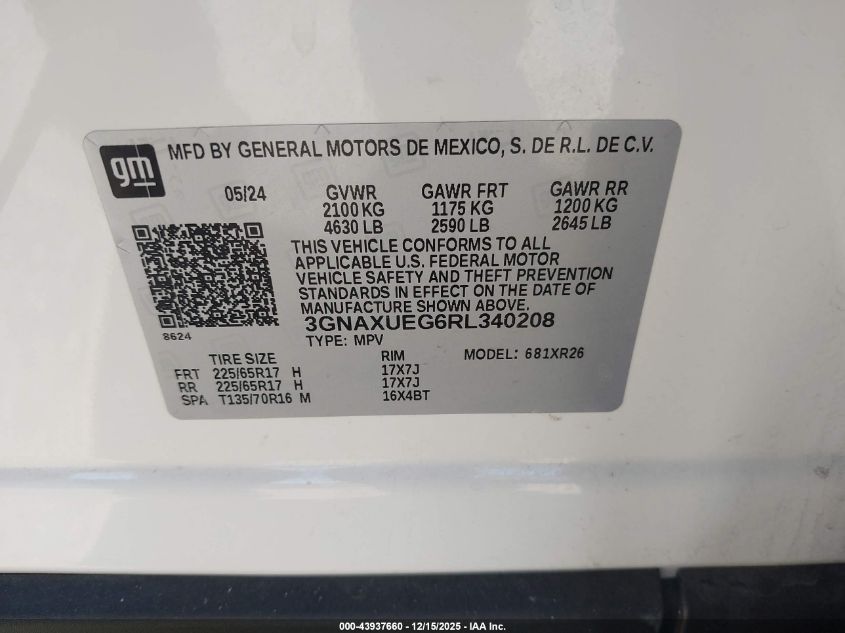 gm
MFD BY GENERAL MOTORS DE MEXICO, S. DE R.L. DE C.V.
05/24 GVWR GAWR FRT GAWR RR
2100 KG 1175 KG 1200 KG
4630 LB 2590 LB 2645 LB
THIS VEHICLE CONFORMS TO ALL
APPLICABLE U.S. FEDERAL MOTOR
VEHICLE SAFETY AND THEFT PREVENTION
STANDARDS IN EFFECT ON THE DATE OF
MANUFACTURE SHOWN ABOVE.
8624
3GNAXUEG6RL340208
TYPE: MPV
TIRE SIZE RIM MODEL: 681XR26
FRT 225/65R17 H 17X7J
RR 225/65R17 H 17X7J
SPA T135/70R16 M 16X4BT
000-43937660 - 12/15/2025 - IAA Inc.